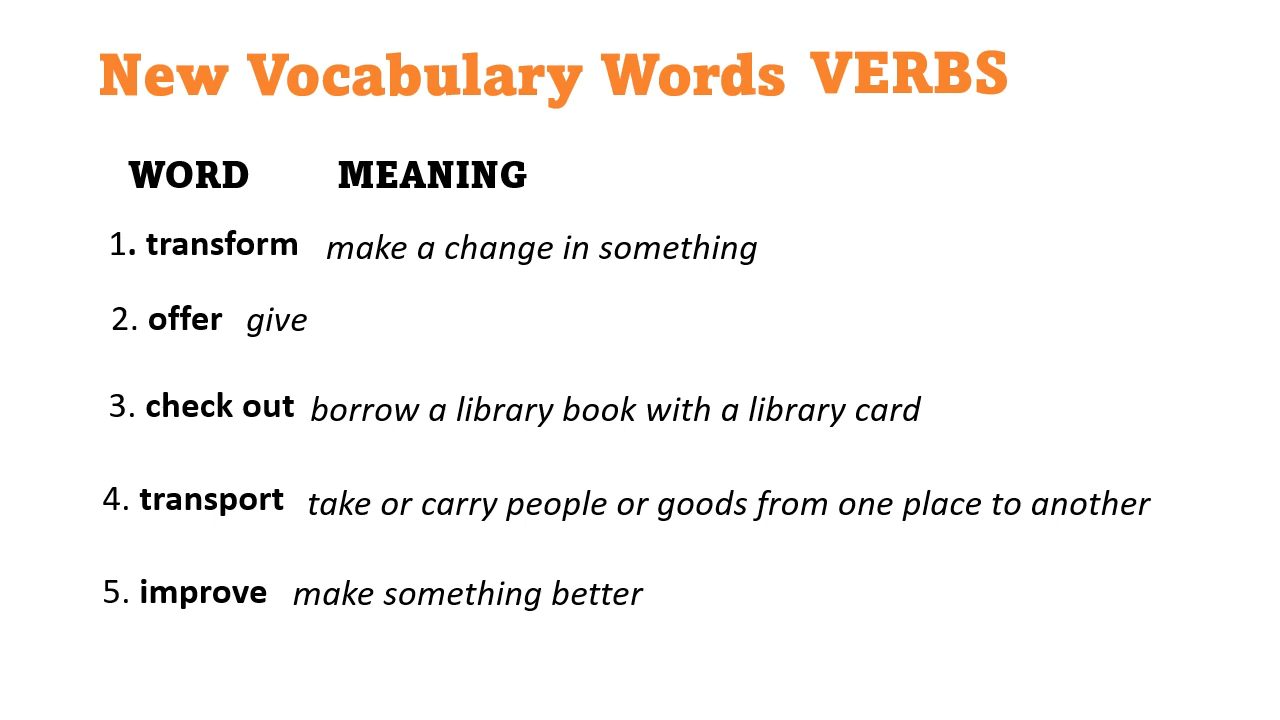 New Vocabulary Words VERBS
WORD MEANING
1. transform make a change in something
2. offer give
3. check out borrow a library book with a library card
4. transport take or carry people or goods from one place to another
5. improve make something better